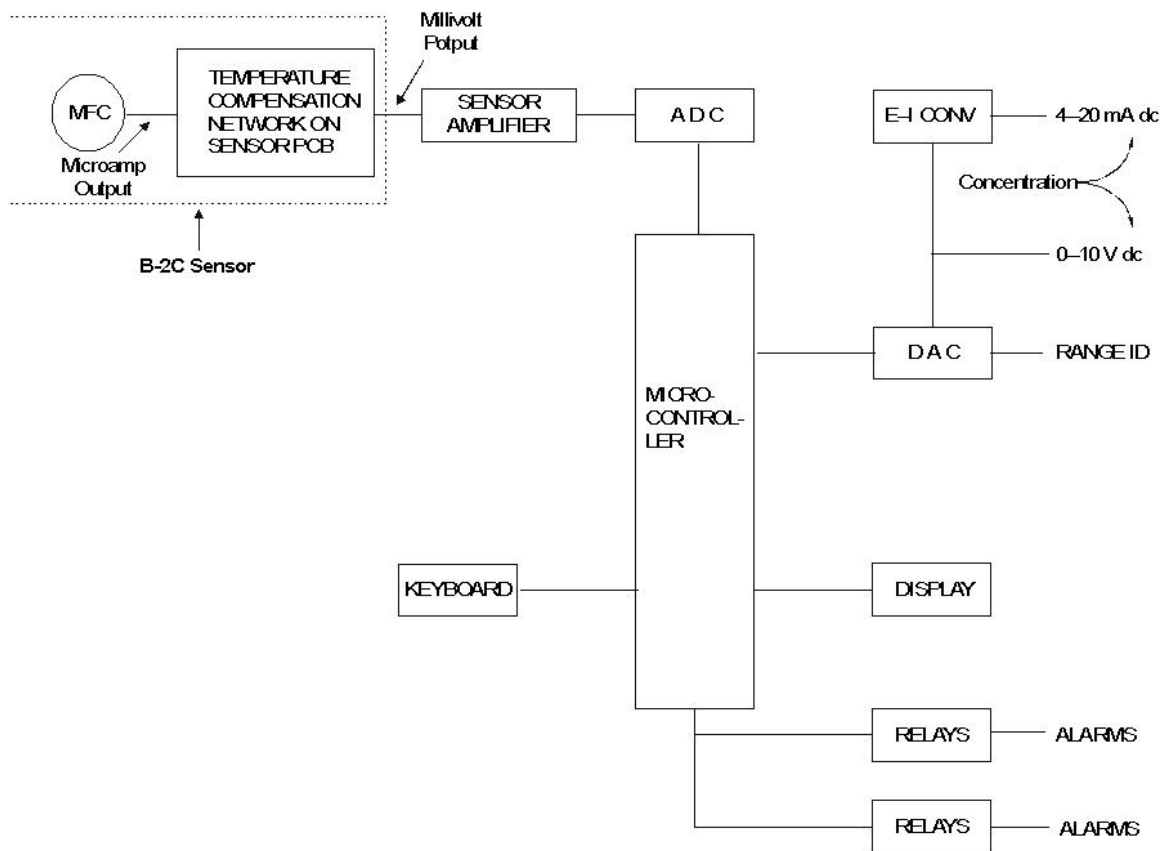 Millivolt
Potput
TEMPERATURE
COMPENSATION
NETWORK ON
SENSOR PCB
MFC
Microamp
Output
SENSOR
AMPLIFIER
ADC
E-I CONV
4–20 mA dc
Concentration
B-2C Sensor
0–10 V dc
DAC
RANGE ID
MICRO-
CONTROL-
LER
KEYBOARD
DISPLAY
RELAYS
ALARMS
RELAYS
ALARMS